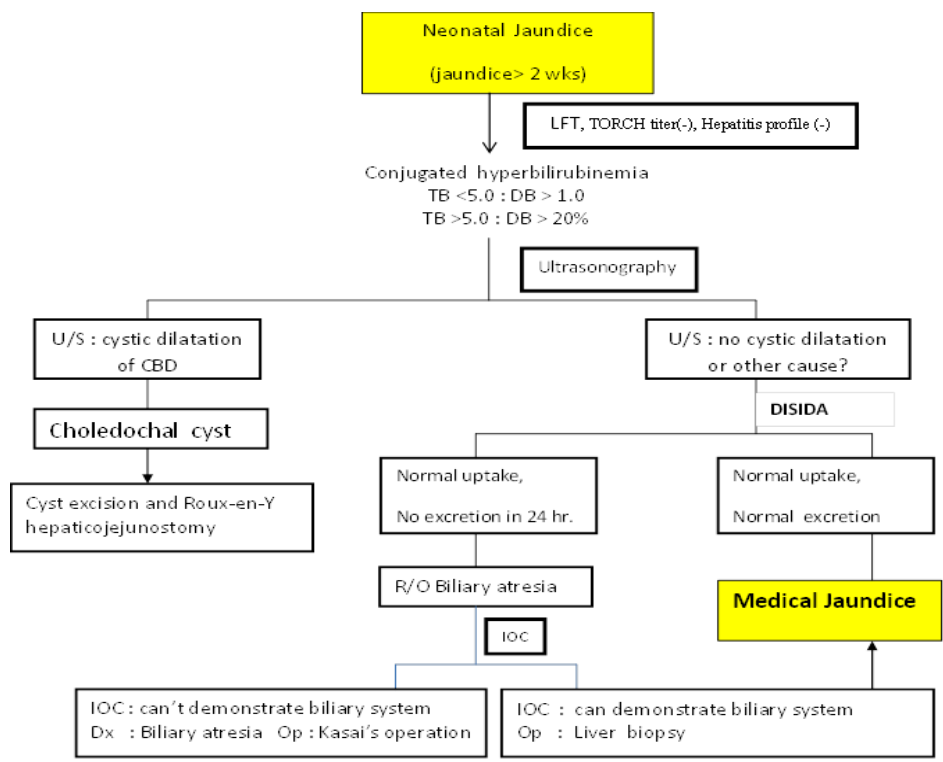 Neonatal Jaundice
(jaundice> 2 wks)
LFT, TORCH titer(-), Hepatitis profile (-)
Conjugated hyperbilirubinemia
TB <5.0 : DB > 1.0
TB >5.0 : DB > 20%
Ultrasonography
U/S : cystic dilatation
of CBD
U/S : no cystic dilatation
or other cause?
Choledochal cyst
DISIDA
Cyst excision and Roux-en-Y
hepaticojejunostomy
Normal uptake,
No excretion in 24 hr.
Normal uptake,
Normal excretion
R/O Biliary atresia
Medical Jaundice
IOC
IOC : can't demonstrate biliary system
Dx : Biliary atresia Op : Kasai's operation
IOC : can demonstrate biliary system
Op : Liver biopsy